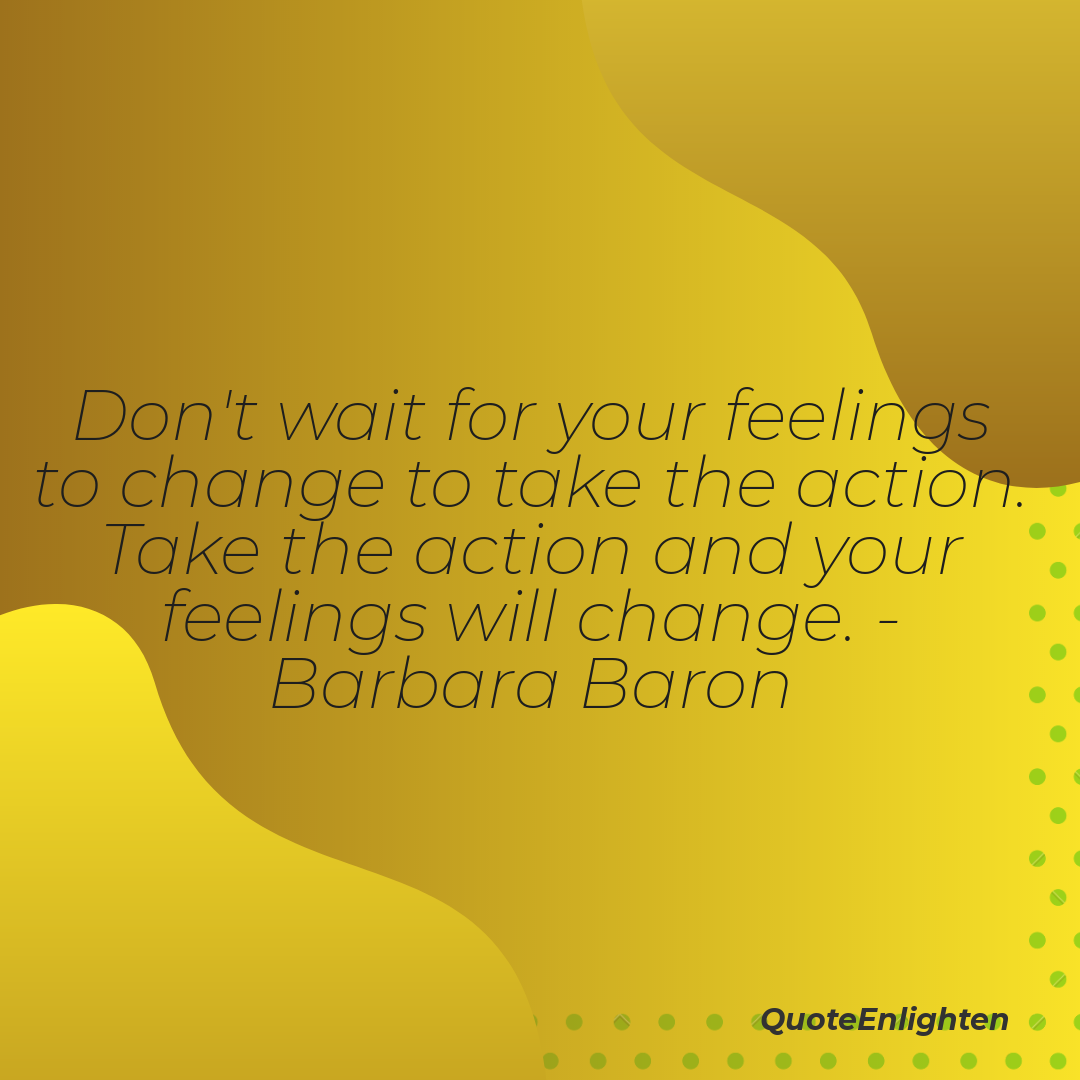 Don't wait for your feelings
to change to take the action.
Take the action and your
feelings will change. -
Barbara Baron
QuoteEnlighten